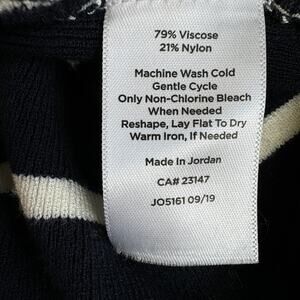 79% Viscose
21% Nylon
Machine Wash Cold
Gentle Cycle
Only Non-Chlorine Bleach
When Needed
Reshape, Lay Flat To Dry
Warm Iron, If Needed
Made In Jordan
CA# 23147
JO5161 09/19